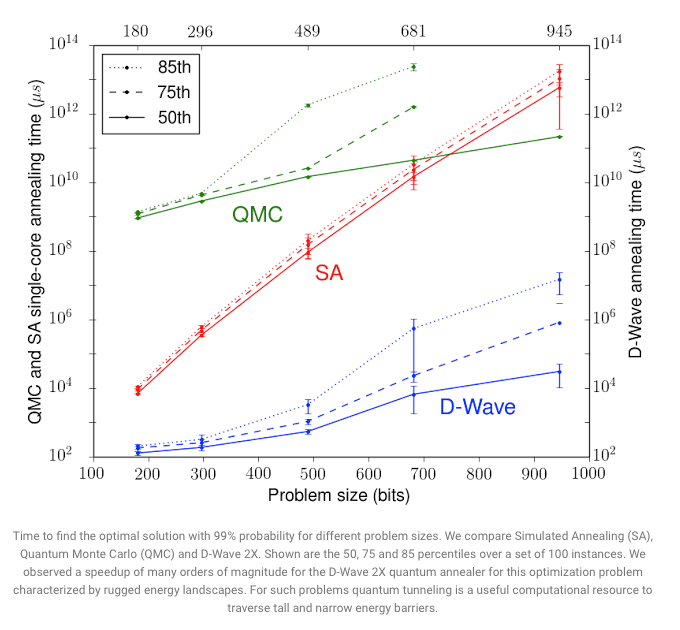 180 296 489 681 945
10^14 10^14
85th
75th
50th
10^12 10^12
10^10 10^10
QMC
10^8 10^8
SA
10^6 10^6
10^4 10^4
D-Wave
10^2 10^2
QMC and SA single-core annealing time (μs)
D-Wave annealing time (μs)
100 200 300 400 500 600 700 800 900 1000
Problem size (bits)
Time to find the optimal solution with 99% probability for different problem sizes. We compare Simulated Annealing (SA),
Quantum Monte Carlo (QMC) and D-Wave 2X. Shown are the 50, 75 and 85 percentiles over a set of 100 instances. We
observed a speedup of many orders of magnitude for the D-Wave 2X quantum annealer for this optimization problem
characterized by rugged energy landscapes. For such problems quantum tunneling is a useful computational resource to
traverse tall and narrow energy barriers.